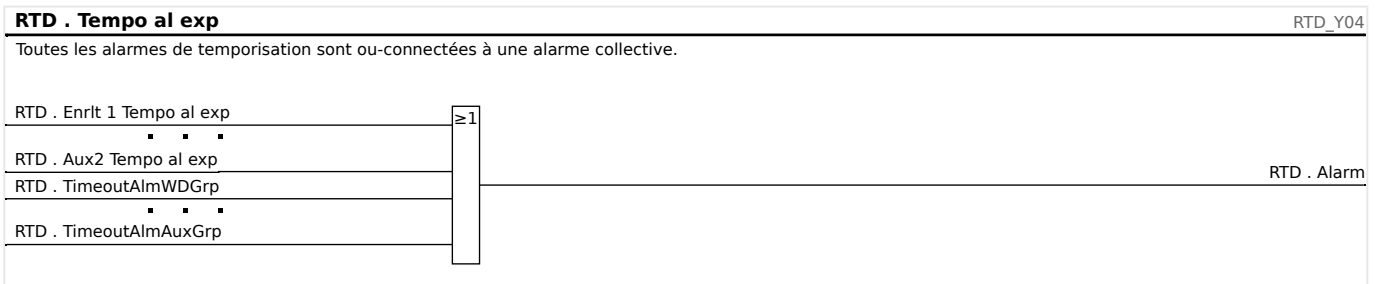 RTD . Tempo al exp
RTD_Y04
Toutes les alarmes de temporisation sont ou-connectées à une alarme collective.
RTD . Enrlt 1 Tempo al exp
≥1
RTD . Aux2 Tempo al exp
RTD . Alarm
RTD . TimeoutAlmWDGrp
RTD . TimeoutAlmAuxGrp